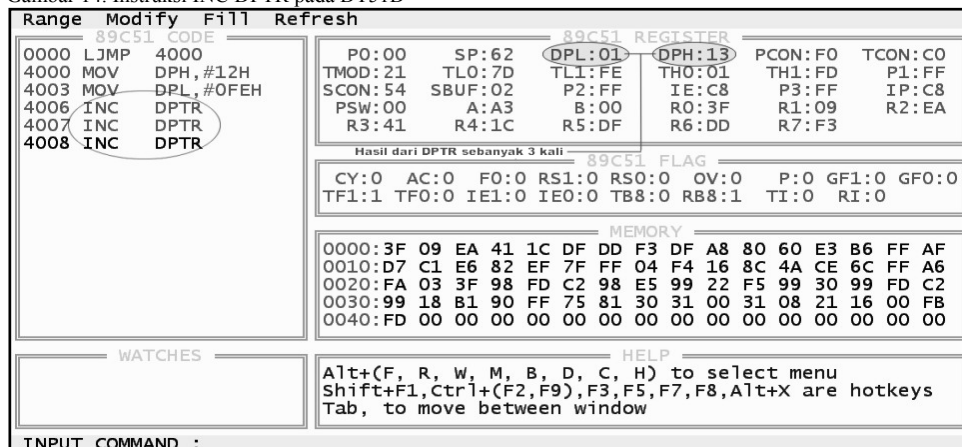 Range Modify Fill Refresh
89C51 CODE
0000 LJMP 4000
4000 MOV DPH,#12H
4003 MOV DPL,#0FEH
4006 INC DPTR
4007 INC DPTR
4008 INC DPTR
89C51 REGISTER
P0:00 SP:62 DPL:01 DPH:13 PCON:F0 TCON:C0
TMOD:21 TL0:7D TL1:FE TH0:01 TH1:FD P1:FF
SCON:54 SBUF:02 P2:FF IE:C8 P3:FF IP:C8
PSW:00 A:A3 B:00 R0:3F R1:09 R2:EA
R3:41 R4:1C R5:DF R6:DD R7:F3
Hasil dari DPTR sebanyak 3 kali
89C51 FLAG
CY:0 AC:0 F0:0 RS1:0 RS0:0 OV:0 P:0 GF1:0 GF0:0
TF1:1 TF0:0 IE1:0 IE0:0 TB8:0 RB8:1 TI:0 RI:0
MEMORY
0000:3F 09 EA 41 1C DF DD F3 DF A8 80 60 E3 B6 FF AF
0010:D7 C1 E6 82 EF 7F FF 04 F4 16 8C 4A CE 6C FF A6
0020:FA 03 3F 98 FD C2 98 E5 99 22 F5 99 30 99 FD C2
0030:99 18 B1 90 FF 75 81 30 31 00 31 08 21 16 00 FB
0040:FD 00 00 00 00 00 00 00 00 00 00 00 00 00 00 00
WATCHES
HELP
Alt+(F, R, W, M, B, D, C, H) to select menu
Shift+F1,Ctrl+(F2,F9),F3,F5,F7,F8,Alt+X are hotkeys
Tab, to move between window
INPUT COMMAND :